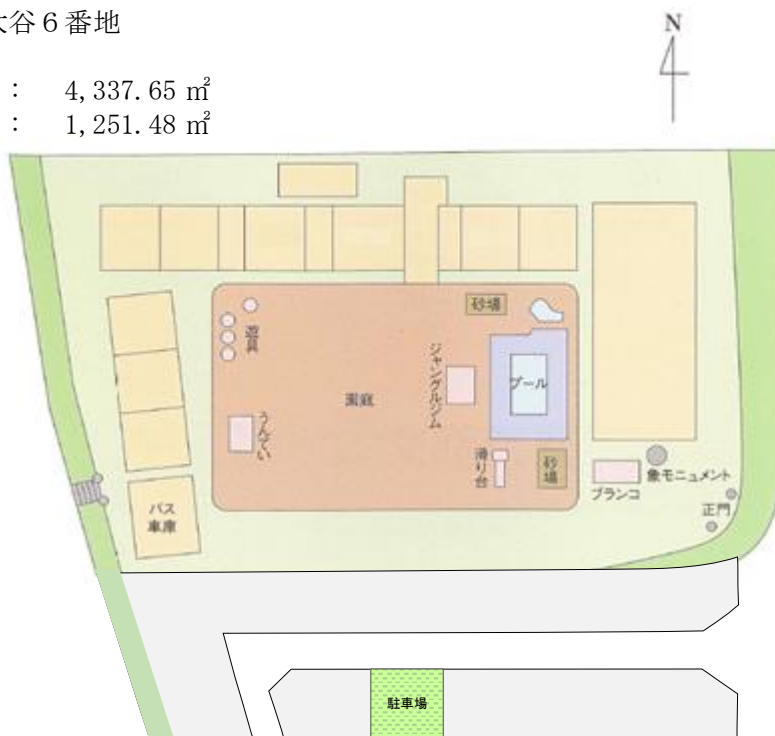 大谷６番地
N
： 4,337.65 ㎡
： 1,251.48 ㎡
砂場
遊具
ジャングルジム
プール
園庭
うんてい
滑り台
砂場
象モニュメント
ブランコ
正門
バス
車庫
駐車場